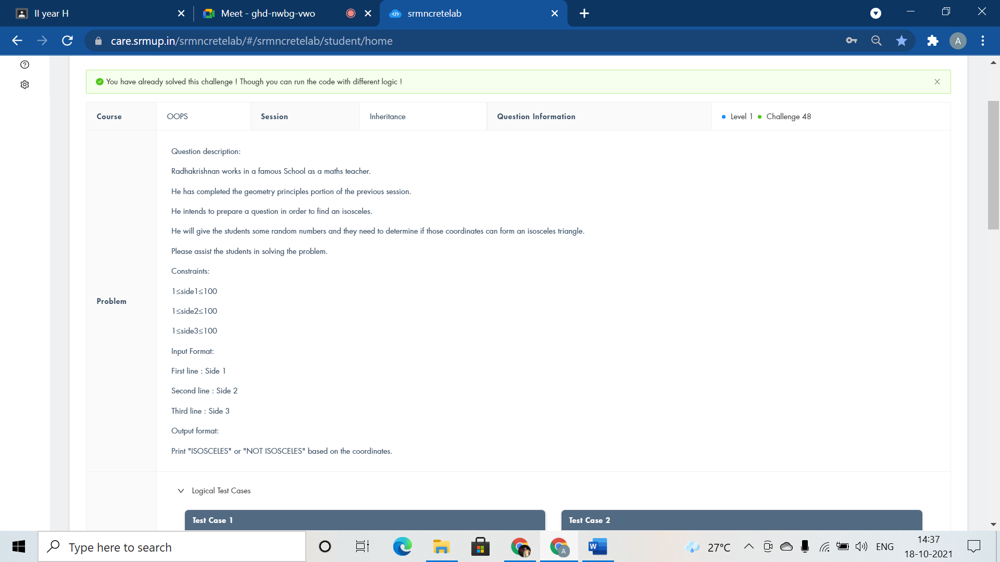 II year H
Meet - ghd-nwbg-vwo
srmncretelab
care.srmup.in/srmncretelab/#/srmncretelab/student/home
A
You have already solved this challenge ! Though you can run the code with different logic !
Course OOPS Session Inheritance Question Information Level 1 Challenge 48
Problem
Question description:
Radhakrishnan works in a famous School as a maths teacher.
He has completed the geometry principles portion of the previous session.
He intends to prepare a question in order to find an isosceles.
He will give the students some random numbers and they need to determine if those coordinates can form an isosceles triangle.
Please assist the students in solving the problem.
Constraints:
1≤side1≤100
1≤side2≤100
1≤side3≤100
Input Format:
First line : Side 1
Second line : Side 2
Third line : Side 3
Output format:
Print "ISOSCELES" or "NOT ISOSCELES" based on the coordinates.
Logical Test Cases
Test Case 1
Test Case 2
Type here to search
A
W
27°C
ENG
14:37
18-10-2021